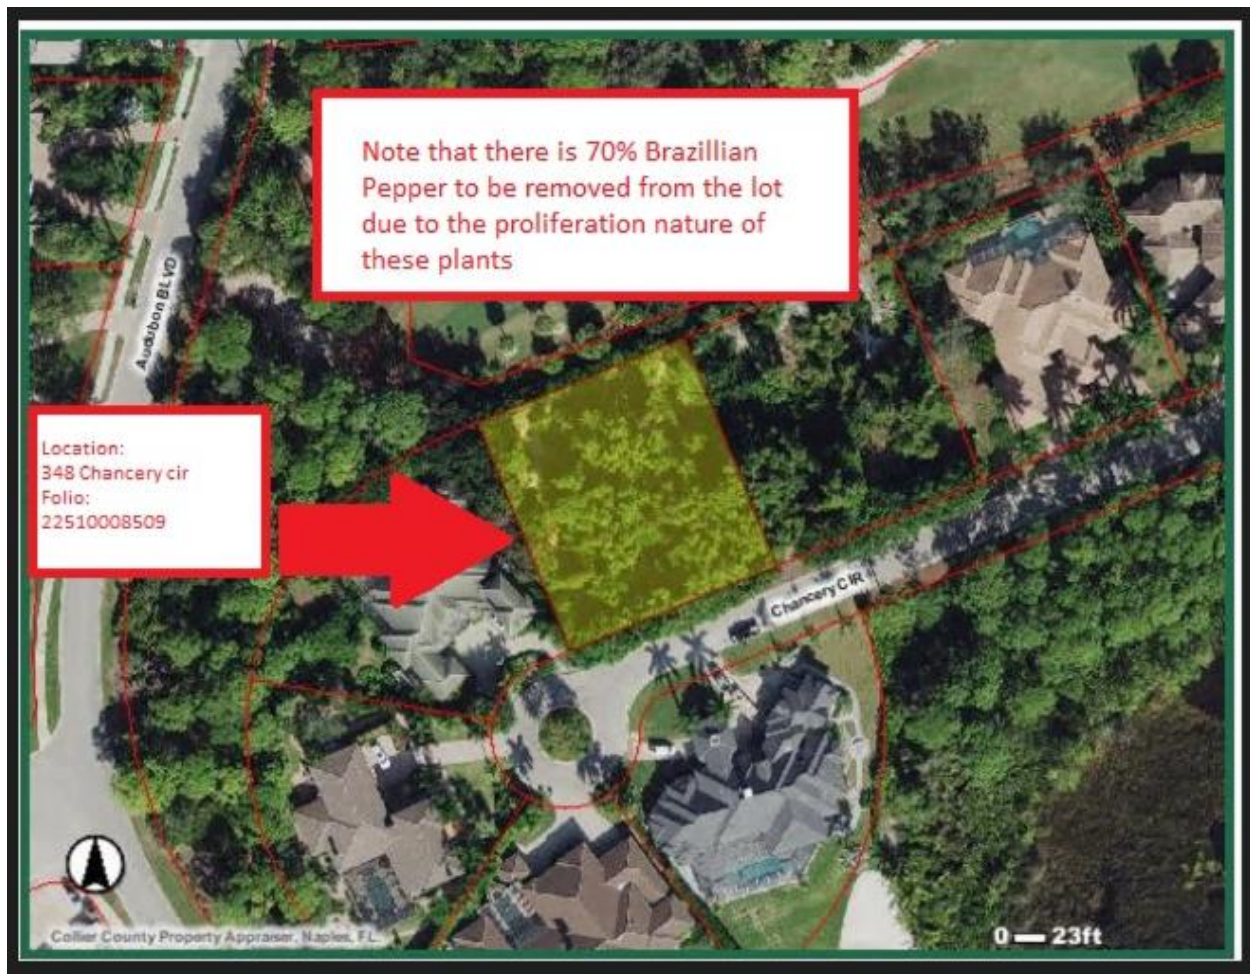 Note that there is 70% Brazillian
Pepper to be removed from the lot
due to the proliferation nature of
these plants
Audubon BLVD
Location:
348 Chancery cir
Folio:
22510008509
Chancery CIR
Collier County Property Appraiser, Naples, FL.
0 23ft